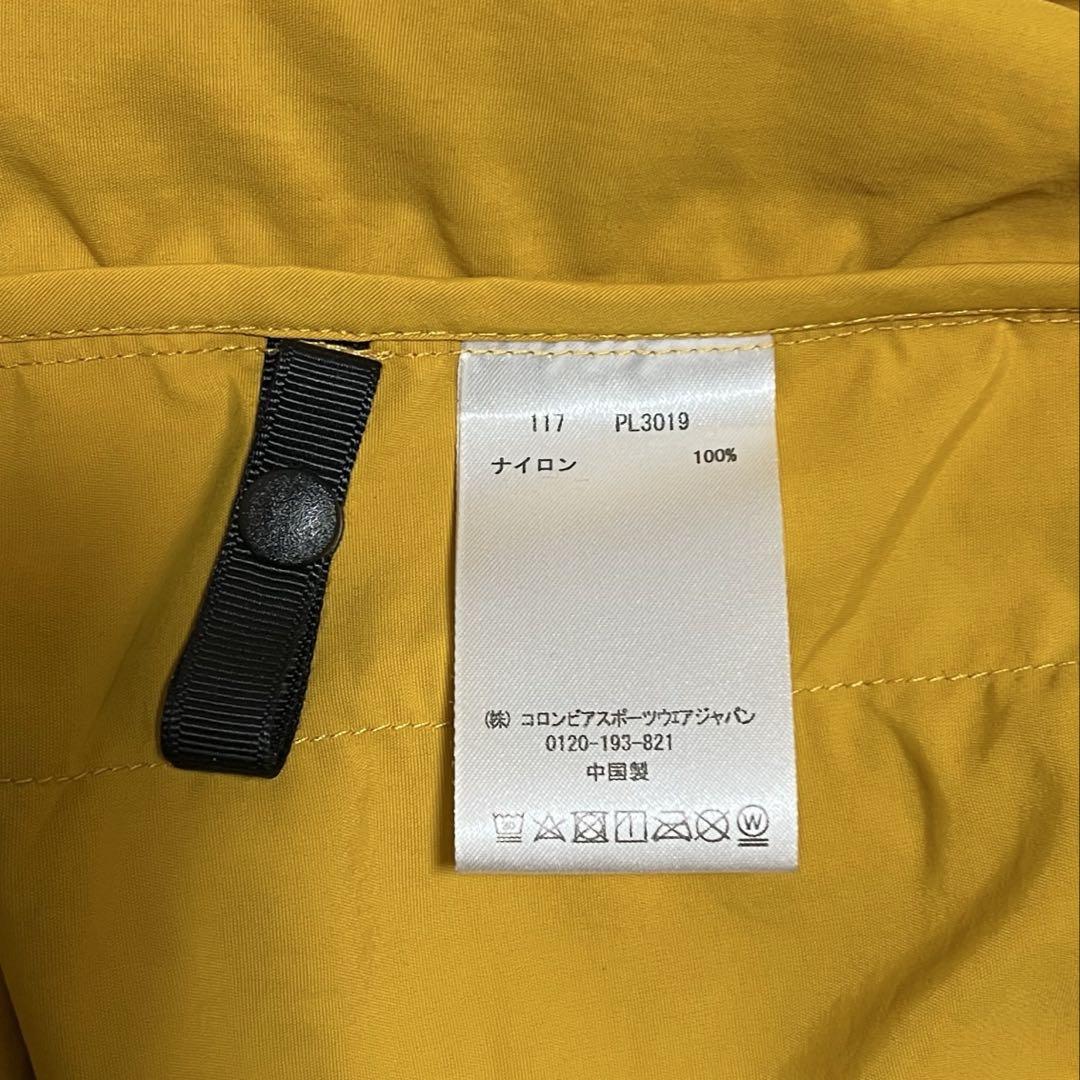 117 PL3019
ナイロン 100%
(株) コロンビアスポーツウエアジャパン
0120-193-821
中国製
W